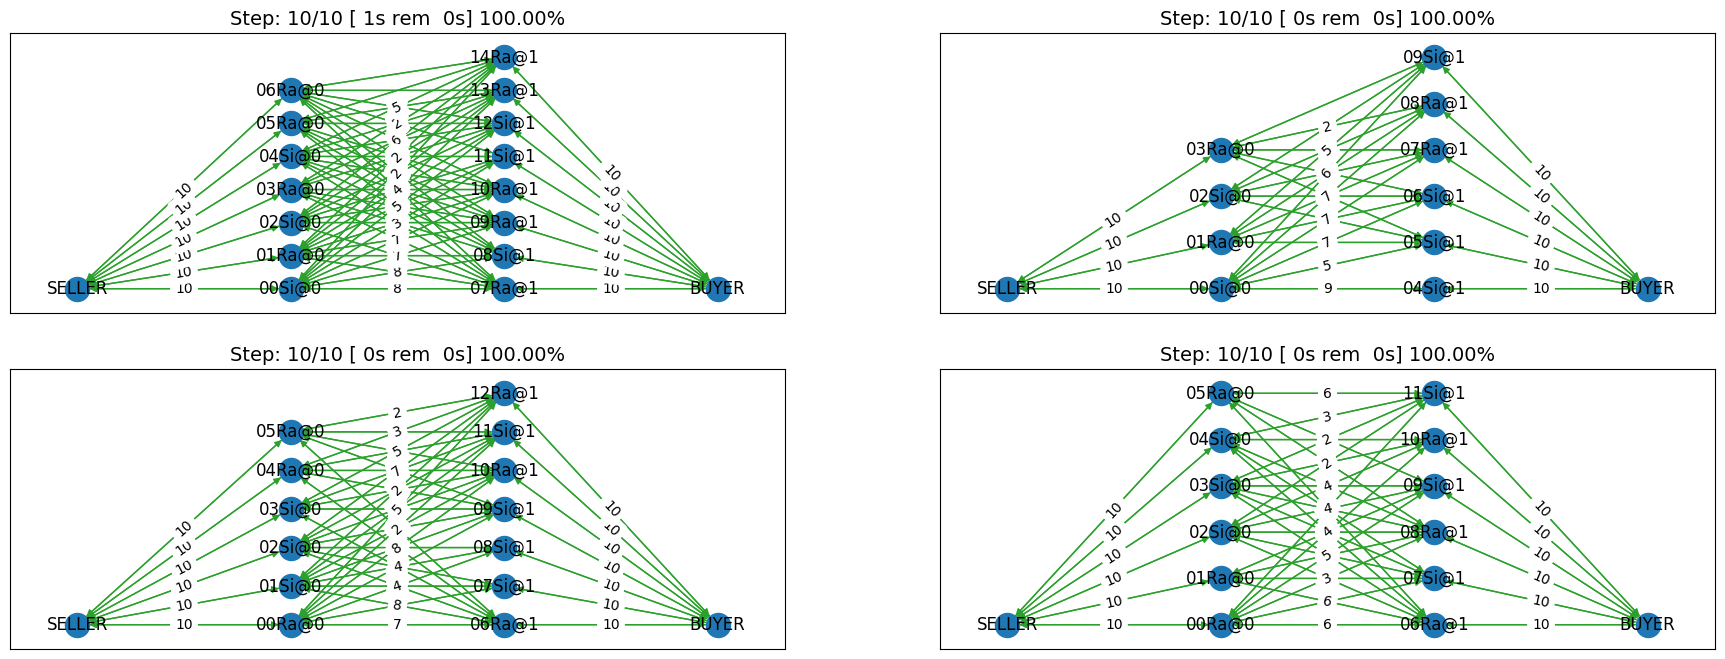 Step: 10/10 [ 1s rem  0s] 100.00%
14Ra@1
06Ra@0 13Ra@1
5
05Ra@0 2 12Si@1
6
04Si@0 2 11Si@1
2
10 03Ra@0 4 10Ra@1 10
10 5 10
10 02Si@0 3 09Ra@1 10
10 7 10
10 01Ra@0 7 08Si@1 10
10 8 10
SELLER 10 00Si@0 8 07Ra@1 10 BUYER
Step: 10/10 [ 0s rem  0s] 100.00%
09Si@1
08Ra@1
2
03Ra@0 5 07Ra@1
6 10
02Si@0 7 06Si@1 10
10 7 10
10 01Ra@0 7 05Si@1 10
10 5 10
SELLER 10 00Si@0 9 04Si@1 10 BUYER
Step: 10/10 [ 0s rem  0s] 100.00%
12Ra@1
2
05Ra@0 3 11Si@1
5
04Ra@0 7 10Ra@1
2
03Si@0 5 09Si@1 10
10 2 10
10 02Si@0 8 08Si@1 10
10 4 10
10 01Si@0 4 07Si@1 10
10 8 10
SELLER 10 00Ra@0 7 06Ra@1 10 BUYER
Step: 10/10 [ 0s rem  0s] 100.00%
05Ra@0 6 11Si@1
3
04Si@0 2 10Ra@1
2
03Si@0 4 09Si@1
10 4 10
10 02Si@0 4 08Ra@1 10
10 5 10
10 01Ra@0 3 07Si@1 10
10 6 10
SELLER 10 00Ra@0 6 06Ra@1 10 BUYER